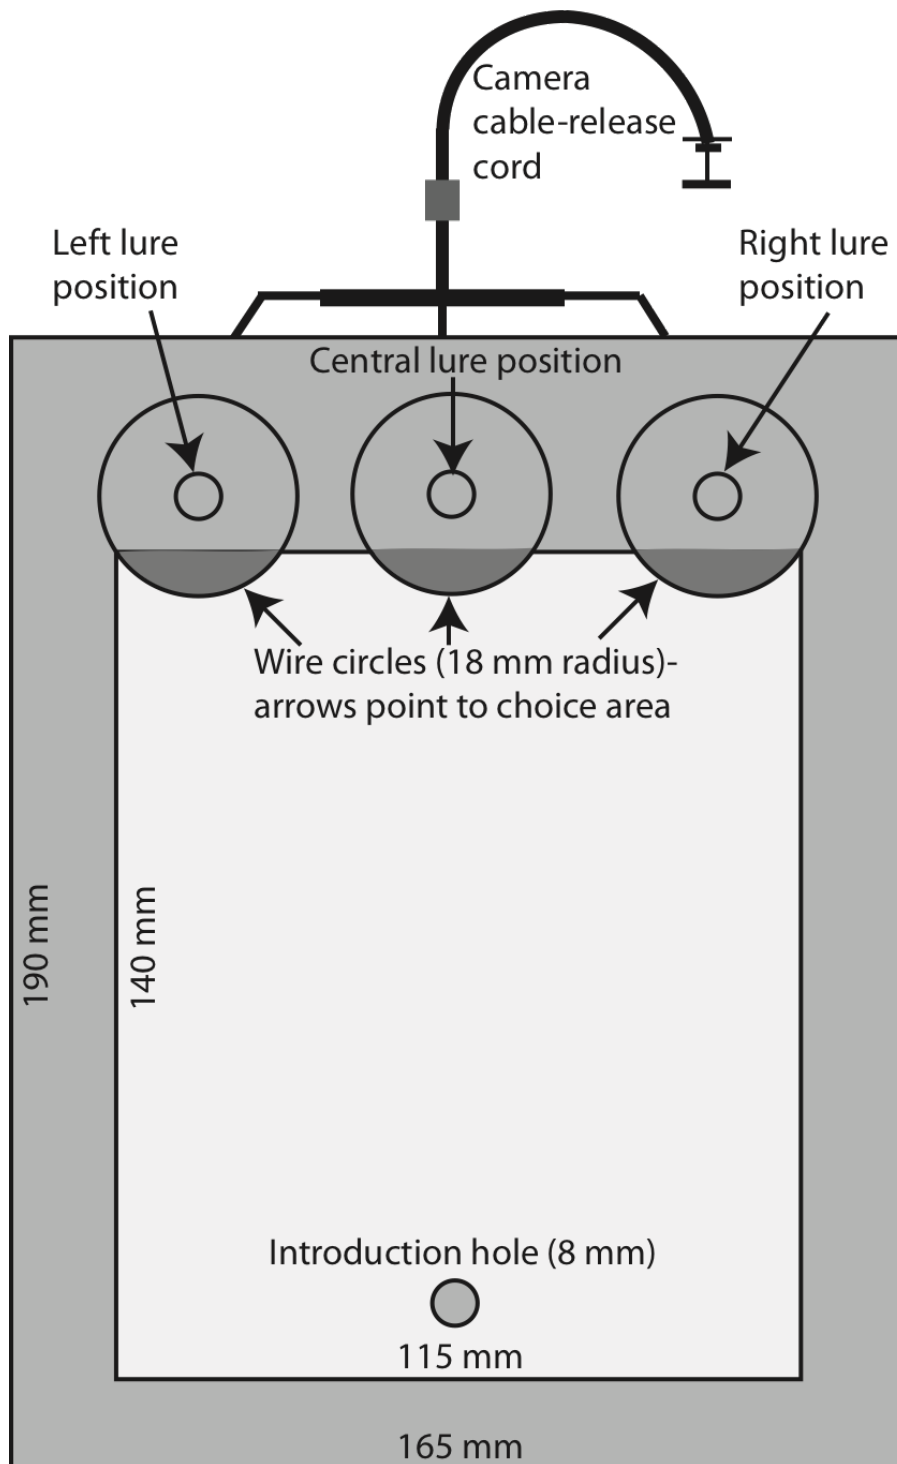 Camera
cable-release
cord
Left lure
position
Right lure
position
Central lure position
Wire circles (18 mm radius)-
arrows point to choice area
190 mm
140 mm
Introduction hole (8 mm)
115 mm
165 mm